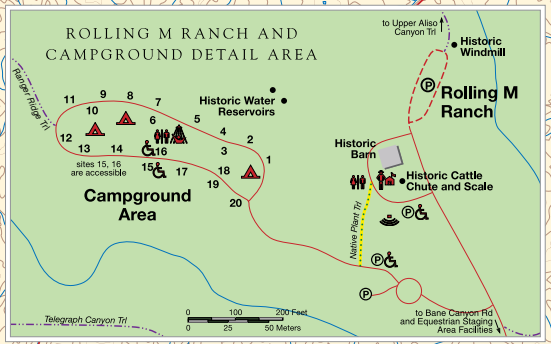 ROLLING M RANCH AND
CAMPGROUND DETAIL AREA
to Upper Aliso
Canyon Trl
Historic
Windmill
P
Rolling M
Ranch
Ranger Ridge Trl
11
9
8
7
10
6
5
12
4
2
13
14
16
3
1
15
17
18
19
20
sites 15, 16
are accessible
Historic Water
Reservoirs
Campground
Area
Historic
Barn
Historic Cattle
Chute and Scale
Native Plant Trl
P
P
P
Telegraph Canyon Trl
0 100 200 Feet
0 25 50 Meters
to Bane Canyon Rd
and Equestrian Staging
Area Facilities